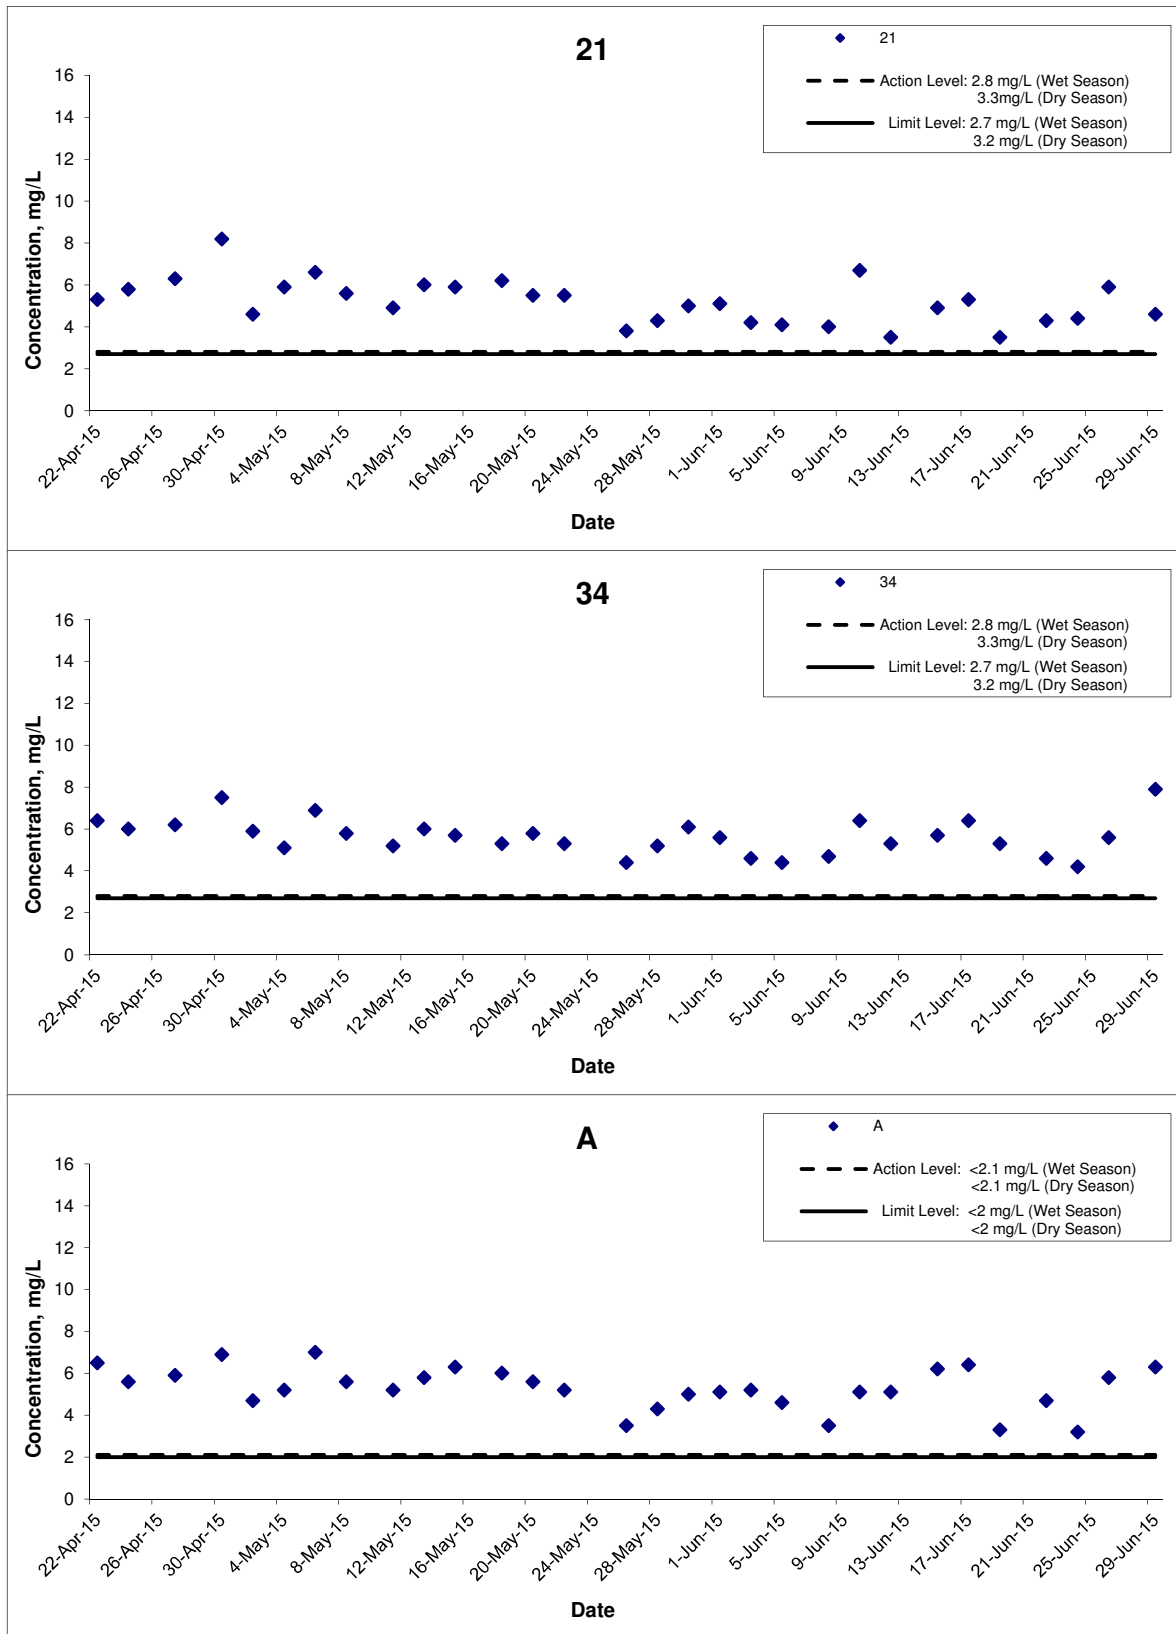 21
21
Action Level: 2.8 mg/L (Wet Season)
3.3mg/L (Dry Season)
Limit Level: 2.7 mg/L (Wet Season)
3.2 mg/L (Dry Season)
Concentration, mg/L
16
14
12
10
8
6
4
2
0
22-Apr-15
26-Apr-15
30-Apr-15
4-May-15
8-May-15
12-May-15
16-May-15
20-May-15
24-May-15
28-May-15
1-Jun-15
5-Jun-15
9-Jun-15
13-Jun-15
17-Jun-15
21-Jun-15
25-Jun-15
29-Jun-15
Date
34
34
Action Level: 2.8 mg/L (Wet Season)
3.3mg/L (Dry Season)
Limit Level: 2.7 mg/L (Wet Season)
3.2 mg/L (Dry Season)
Concentration, mg/L
16
14
12
10
8
6
4
2
0
22-Apr-15
26-Apr-15
30-Apr-15
4-May-15
8-May-15
12-May-15
16-May-15
20-May-15
24-May-15
28-May-15
1-Jun-15
5-Jun-15
9-Jun-15
13-Jun-15
17-Jun-15
21-Jun-15
25-Jun-15
29-Jun-15
Date
A
A
Action Level: <2.1 mg/L (Wet Season)
<2.1 mg/L (Dry Season)
Limit Level: <2 mg/L (Wet Season)
<2 mg/L (Dry Season)
Concentration, mg/L
16
14
12
10
8
6
4
2
0
22-Apr-15
26-Apr-15
30-Apr-15
4-May-15
8-May-15
12-May-15
16-May-15
20-May-15
24-May-15
28-May-15
1-Jun-15
5-Jun-15
9-Jun-15
13-Jun-15
17-Jun-15
21-Jun-15
25-Jun-15
29-Jun-15
Date